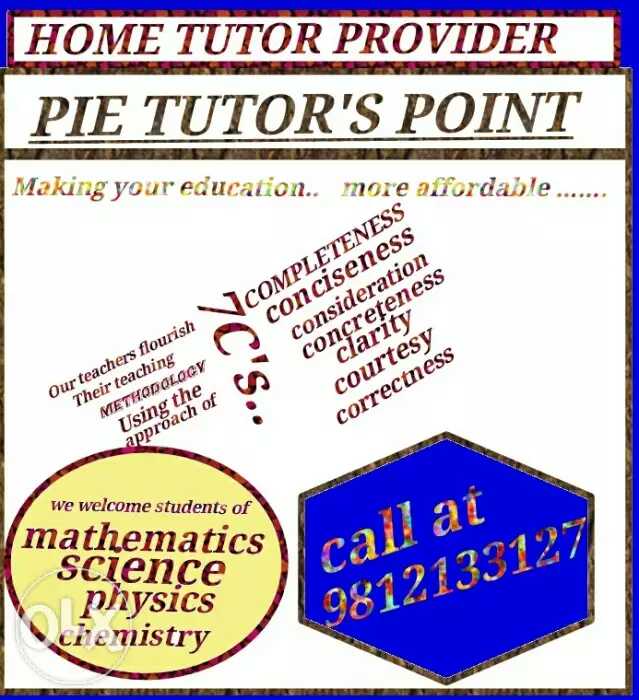 HOME TUTOR PROVIDER
PIE TUTOR'S POINT
Making your education.. more affordable .......
Our teachers flourish
Their teaching
METHODOLOGY
Using the
approach of
7C's..
COMPLETENESS
conciseness
consideration
concreteness
clarity
courtesy
correctness
we welcome students of
mathematics
science
physics
chemistry
call at
9812133127
OLX